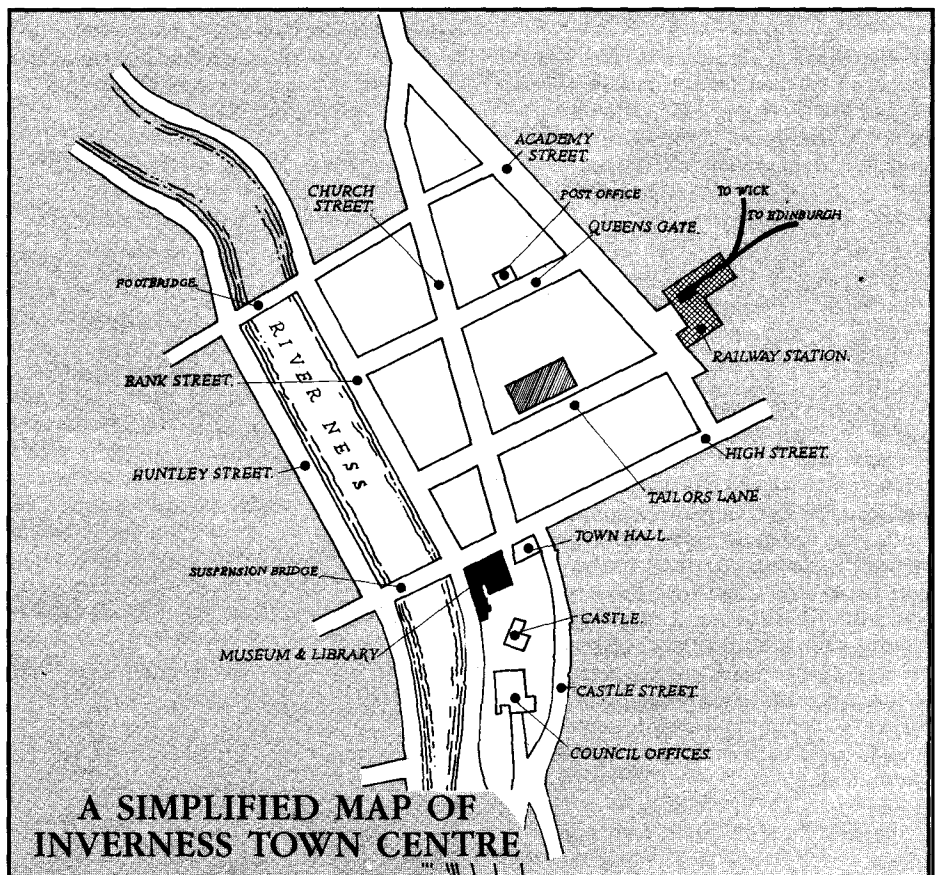 ACADEMY
STREET.
CHURCH
STREET.
POST OFFICE
TO WICK
TO EDINBURGH
QUEENS GATE.
FOOTBRIDGE
RIVER NESS
RAILWAY STATION.
BANK STREET.
HIGH STREET.
HUNTLEY STREET.
TAILORS LANE.
TOWN HALL.
SUSPENSION BRIDGE
CASTLE.
MUSEUM & LIBRARY
CASTLE STREET.
COUNCIL OFFICES.
A SIMPLIFIED MAP OF
INVERNESS TOWN CENTRE